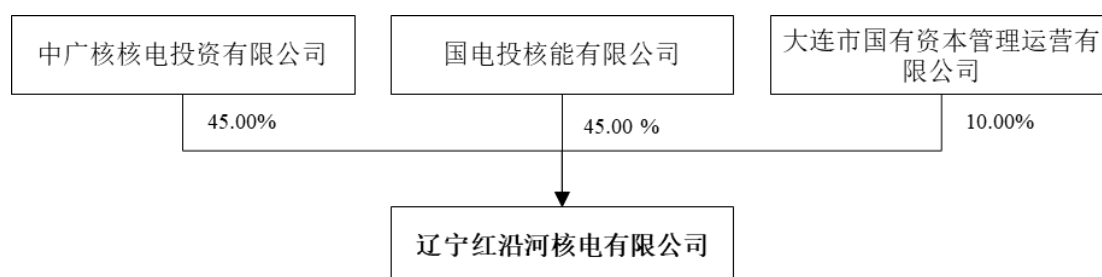 中广核核电投资有限公司
国电投核能有限公司
大连市国有资本管理运营有
限公司
45.00%
45.00 %
10.00%
辽宁红沿河核电有限公司